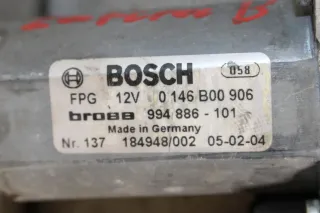 BOSCH 058
FPG 12V 0 146 B00 906
brose 994 886 - 101
Made in Germany
Nr. 137 184948/002 05-02-04